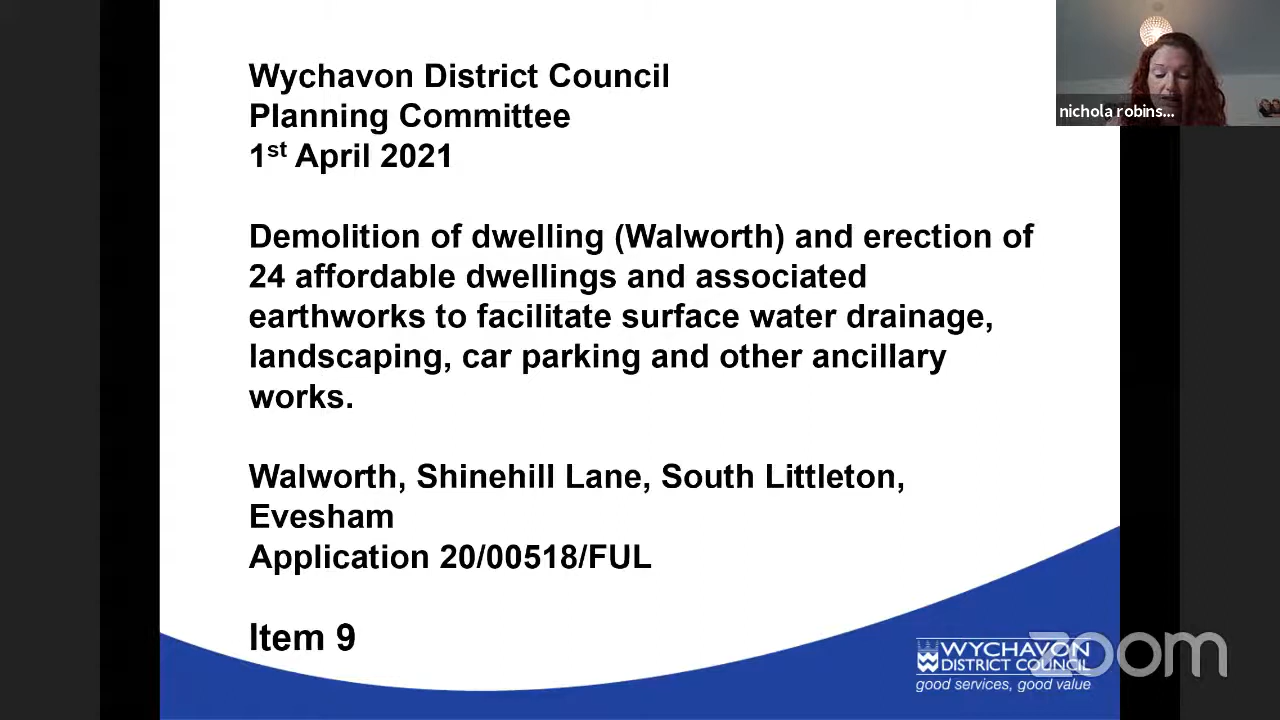 Wychavon District Council
Planning Committee
1st April 2021
Demolition of dwelling (Walworth) and erection of
24 affordable dwellings and associated
earthworks to facilitate surface water drainage,
landscaping, car parking and other ancillary
works.
Walworth, Shinehill Lane, South Littleton,
Evesham
Application 20/00518/FUL
Item 9
nichola robins...
WYCHAVON
DISTRICT COUNCIL
good services, good value
zoom